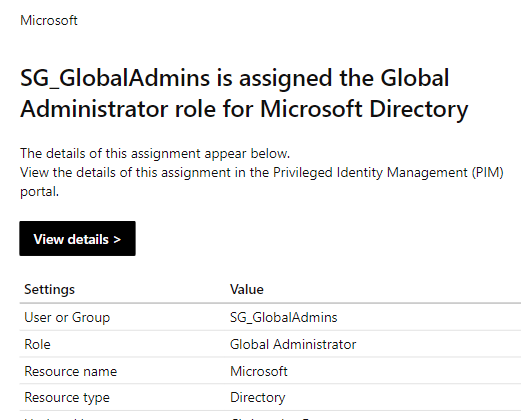 Microsoft
SG_GlobalAdmins is assigned the Global
Administrator role for Microsoft Directory
The details of this assignment appear below.
View the details of this assignment in the Privileged Identity Management (PIM)
portal.
View details >
Settings Value
User or Group SG_GlobalAdmins
Role Global Administrator
Resource name Microsoft
Resource type Directory